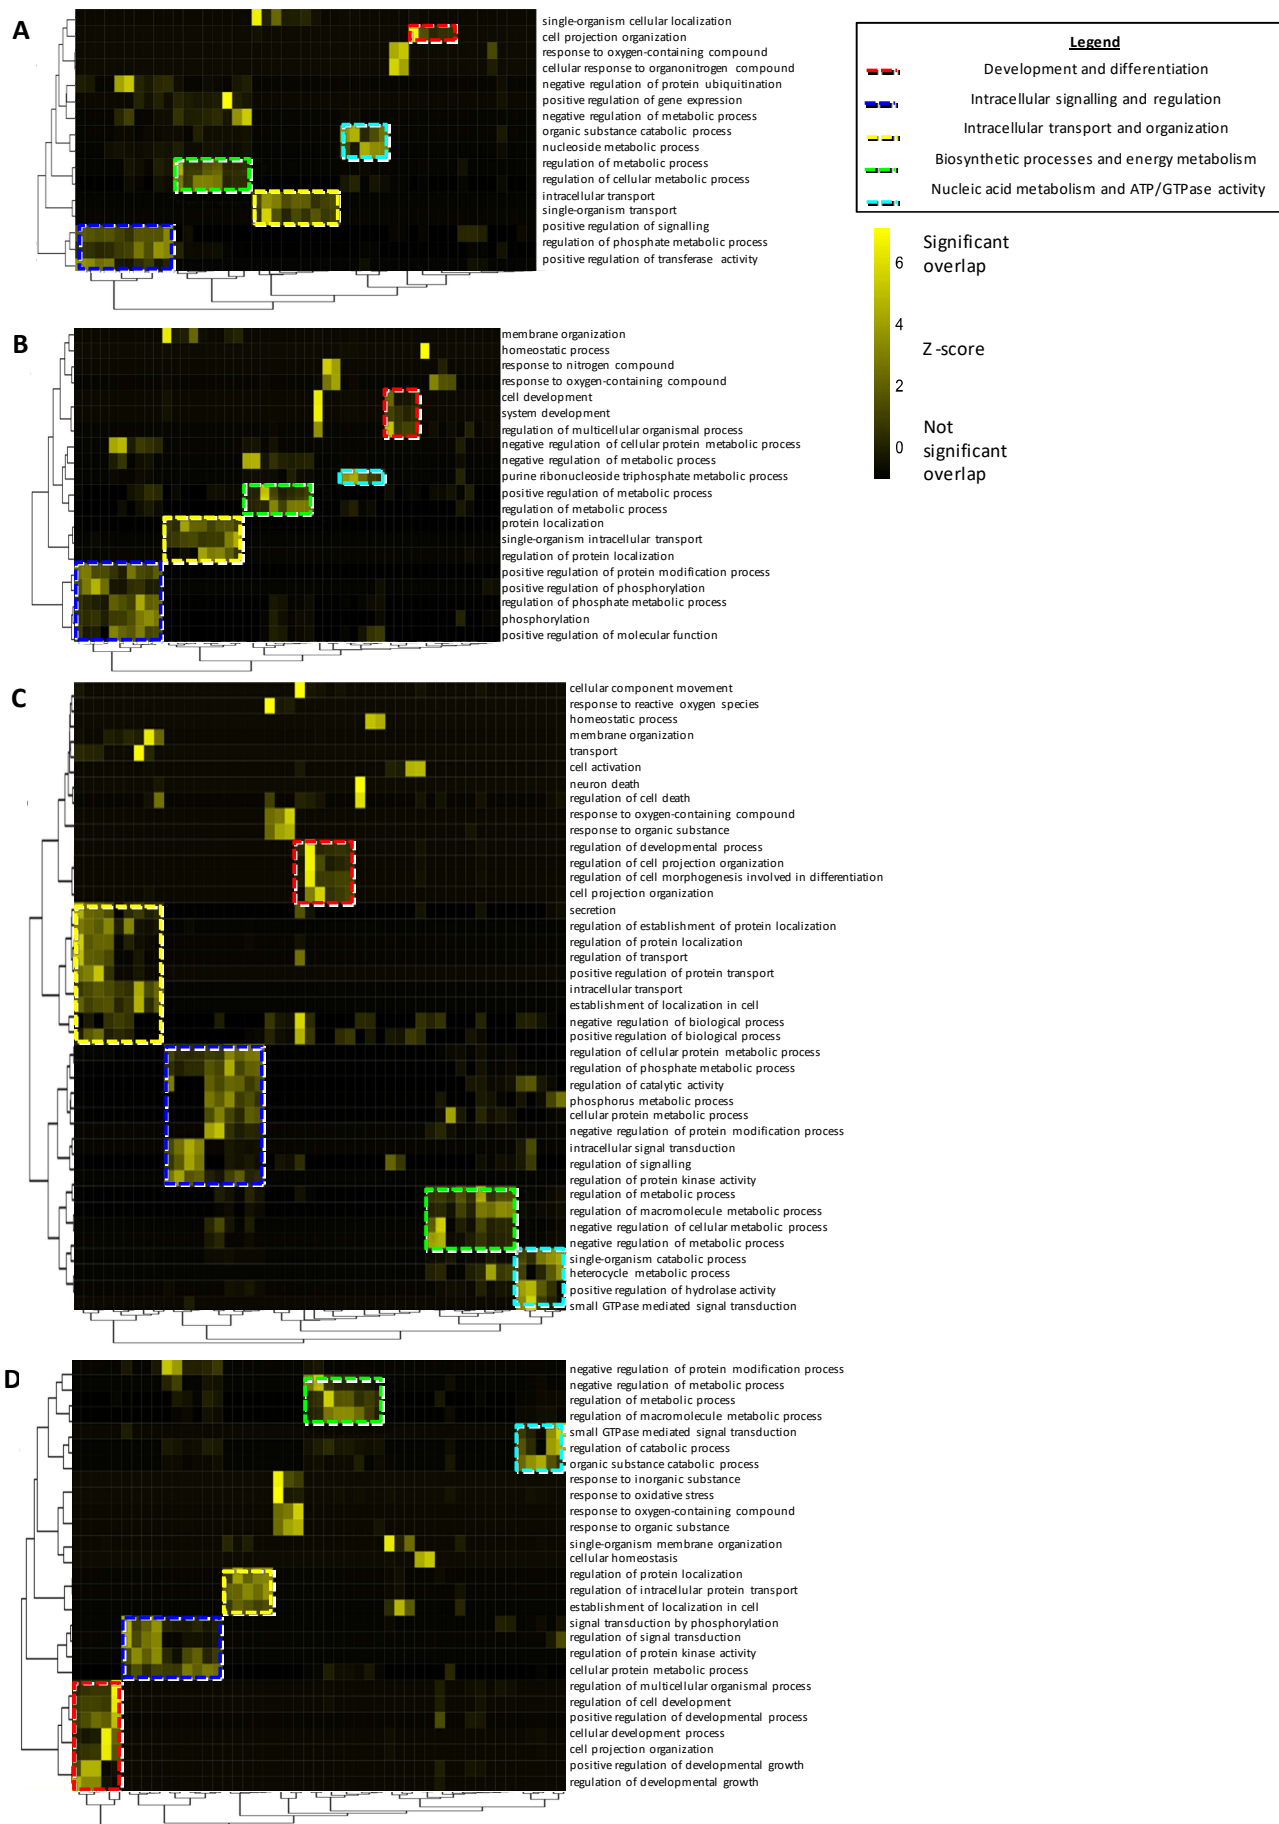 A
single-organism cellular localization
cell projection organization
response to oxygen-containing compound
cellular response to organonitrogen compound
negative regulation of protein ubiquitination
positive regulation of gene expression
negative regulation of metabolic process
organic substance catabolic process
nucleoside metabolic process
regulation of metabolic process
regulation of cellular metabolic process
intracellular transport
single-organism transport
positive regulation of signalling
regulation of phosphate metabolic process
positive regulation of transferase activity
Legend
Development and differentiation
Intracellular signalling and regulation
Intracellular transport and organization
Biosynthetic processes and energy metabolism
Nucleic acid metabolism and ATP/GTPase activity
Significant
overlap
6
4
Z-score
2
Not
significant
overlap
0
B
membrane organization
homeostatic process
response to nitrogen compound
response to oxygen-containing compound
cell development
system development
regulation of multicellular organismal process
negative regulation of cellular protein metabolic process
negative regulation of metabolic process
purine ribonucleoside triphosphate metabolic process
positive regulation of metabolic process
regulation of metabolic process
protein localization
single-organism intracellular transport
regulation of protein localization
positive regulation of protein modification process
positive regulation of phosphorylation
regulation of phosphate metabolic process
phosphorylation
positive regulation of molecular function
C
cellular component movement
response to reactive oxygen species
homeostatic process
membrane organization
transport
cell activation
neuron death
regulation of cell death
response to oxygen-containing compound
response to organic substance
regulation of developmental process
regulation of cell projection organization
regulation of cell morphogenesis involved in differentiation
cell projection organization
secretion
regulation of establishment of protein localization
regulation of protein localization
regulation of transport
positive regulation of protein transport
intracellular transport
establishment of localization in cell
negative regulation of biological process
positive regulation of biological process
regulation of cellular protein metabolic process
regulation of phosphate metabolic process
regulation of catalytic activity
phosphorus metabolic process
cellular protein metabolic process
negative regulation of protein modification process
intracellular signal transduction
regulation of signalling
regulation of protein kinase activity
regulation of metabolic process
regulation of macromolecule metabolic process
negative regulation of cellular metabolic process
negative regulation of metabolic process
single-organism catabolic process
heterocycle metabolic process
positive regulation of hydrolase activity
small GTPase mediated signal transduction
D
negative regulation of protein modification process
negative regulation of metabolic process
regulation of metabolic process
regulation of macromolecule metabolic process
small GTPase mediated signal transduction
regulation of catabolic process
organic substance catabolic process
response to inorganic substance
response to oxidative stress
response to oxygen-containing compound
response to organic substance
single-organism membrane organization
cellular homeostasis
regulation of protein localization
regulation of intracellular protein transport
establishment of localization in cell
signal transduction by phosphorylation
regulation of signal transduction
regulation of protein kinase activity
cellular protein metabolic process
regulation of multicellular organismal process
regulation of cell development
positive regulation of developmental process
cellular development process
cell projection organization
positive regulation of developmental growth
regulation of developmental growth